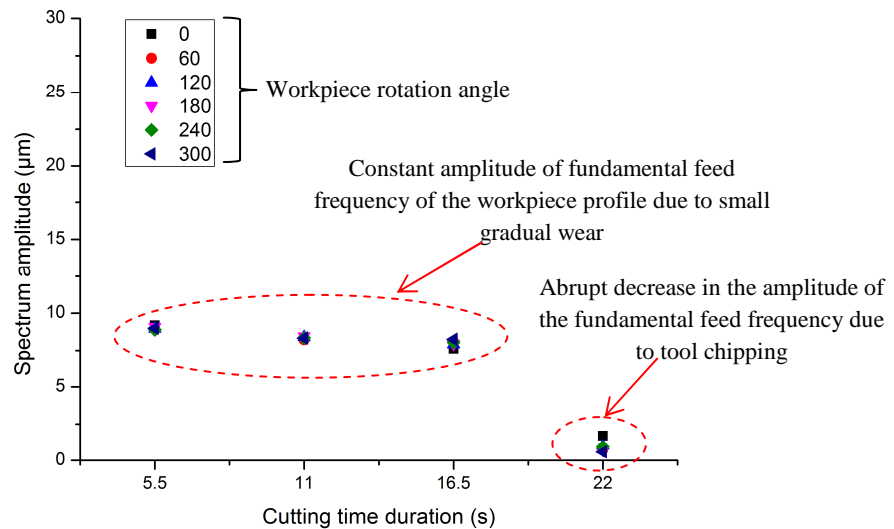 30
25
20
15
10
5
0
Spectrum amplitude (μm)
0
60
120
180
240
300
Workpiece rotation angle
Constant amplitude of fundamental feed
frequency of the workpiece profile due to small
gradual wear
Abrupt decrease in the amplitude of
the fundamental feed frequency due
to tool chipping
5.5
11
16.5
22
Cutting time duration (s)